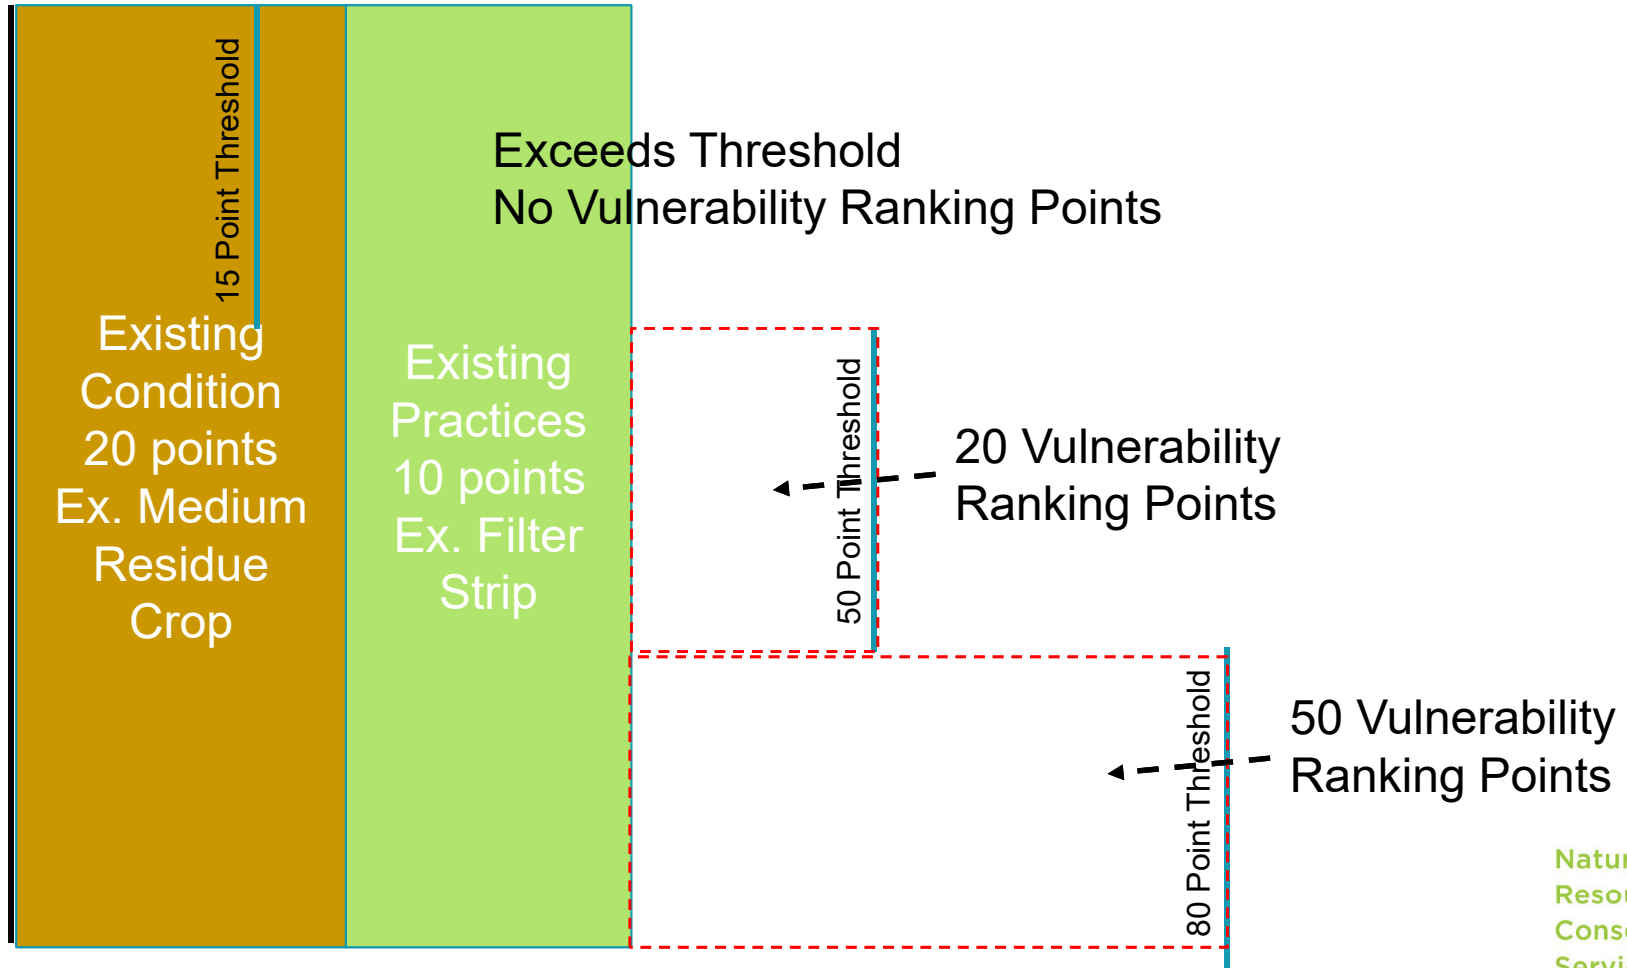 15 Point Threshold
Exceeds Threshold
No Vulnerability Ranking Points
Existing
Condition
20 points
Ex. Medium
Residue
Crop
Existing
Practices
10 points
Ex. Filter
Strip
50 Point Threshold
20 Vulnerability
Ranking Points
80 Point Threshold
50 Vulnerability
Ranking Points